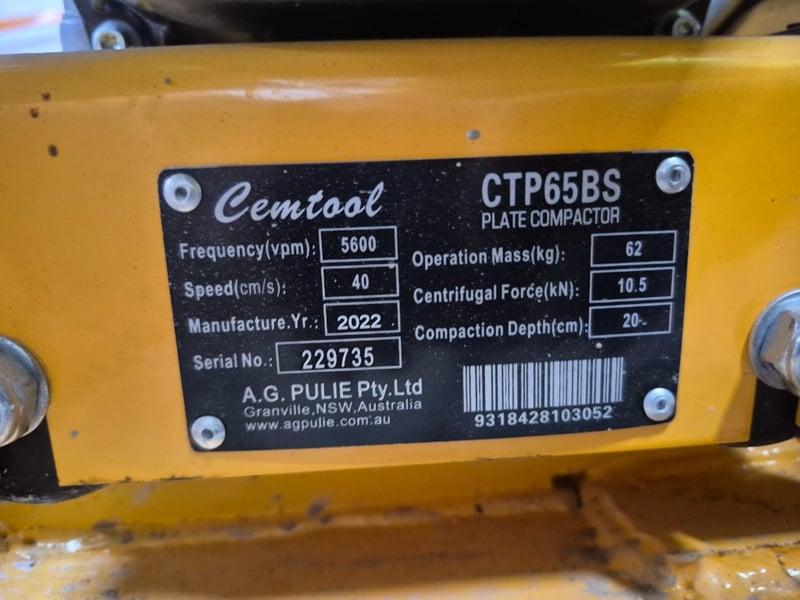 Cemtool
CTP65BS
PLATE COMPACTOR
Frequency(vpm): 5600
Operation Mass(kg): 62
Speed(cm/s): 40
Centrifugal Force(kN): 10.5
Manufacture.Yr.: 2022
Compaction Depth(cm): 20
Serial No.: 229735
A.G. PULIE Pty.Ltd
Granville,NSW,Australia
www.agpulie.com.au
9318428103052